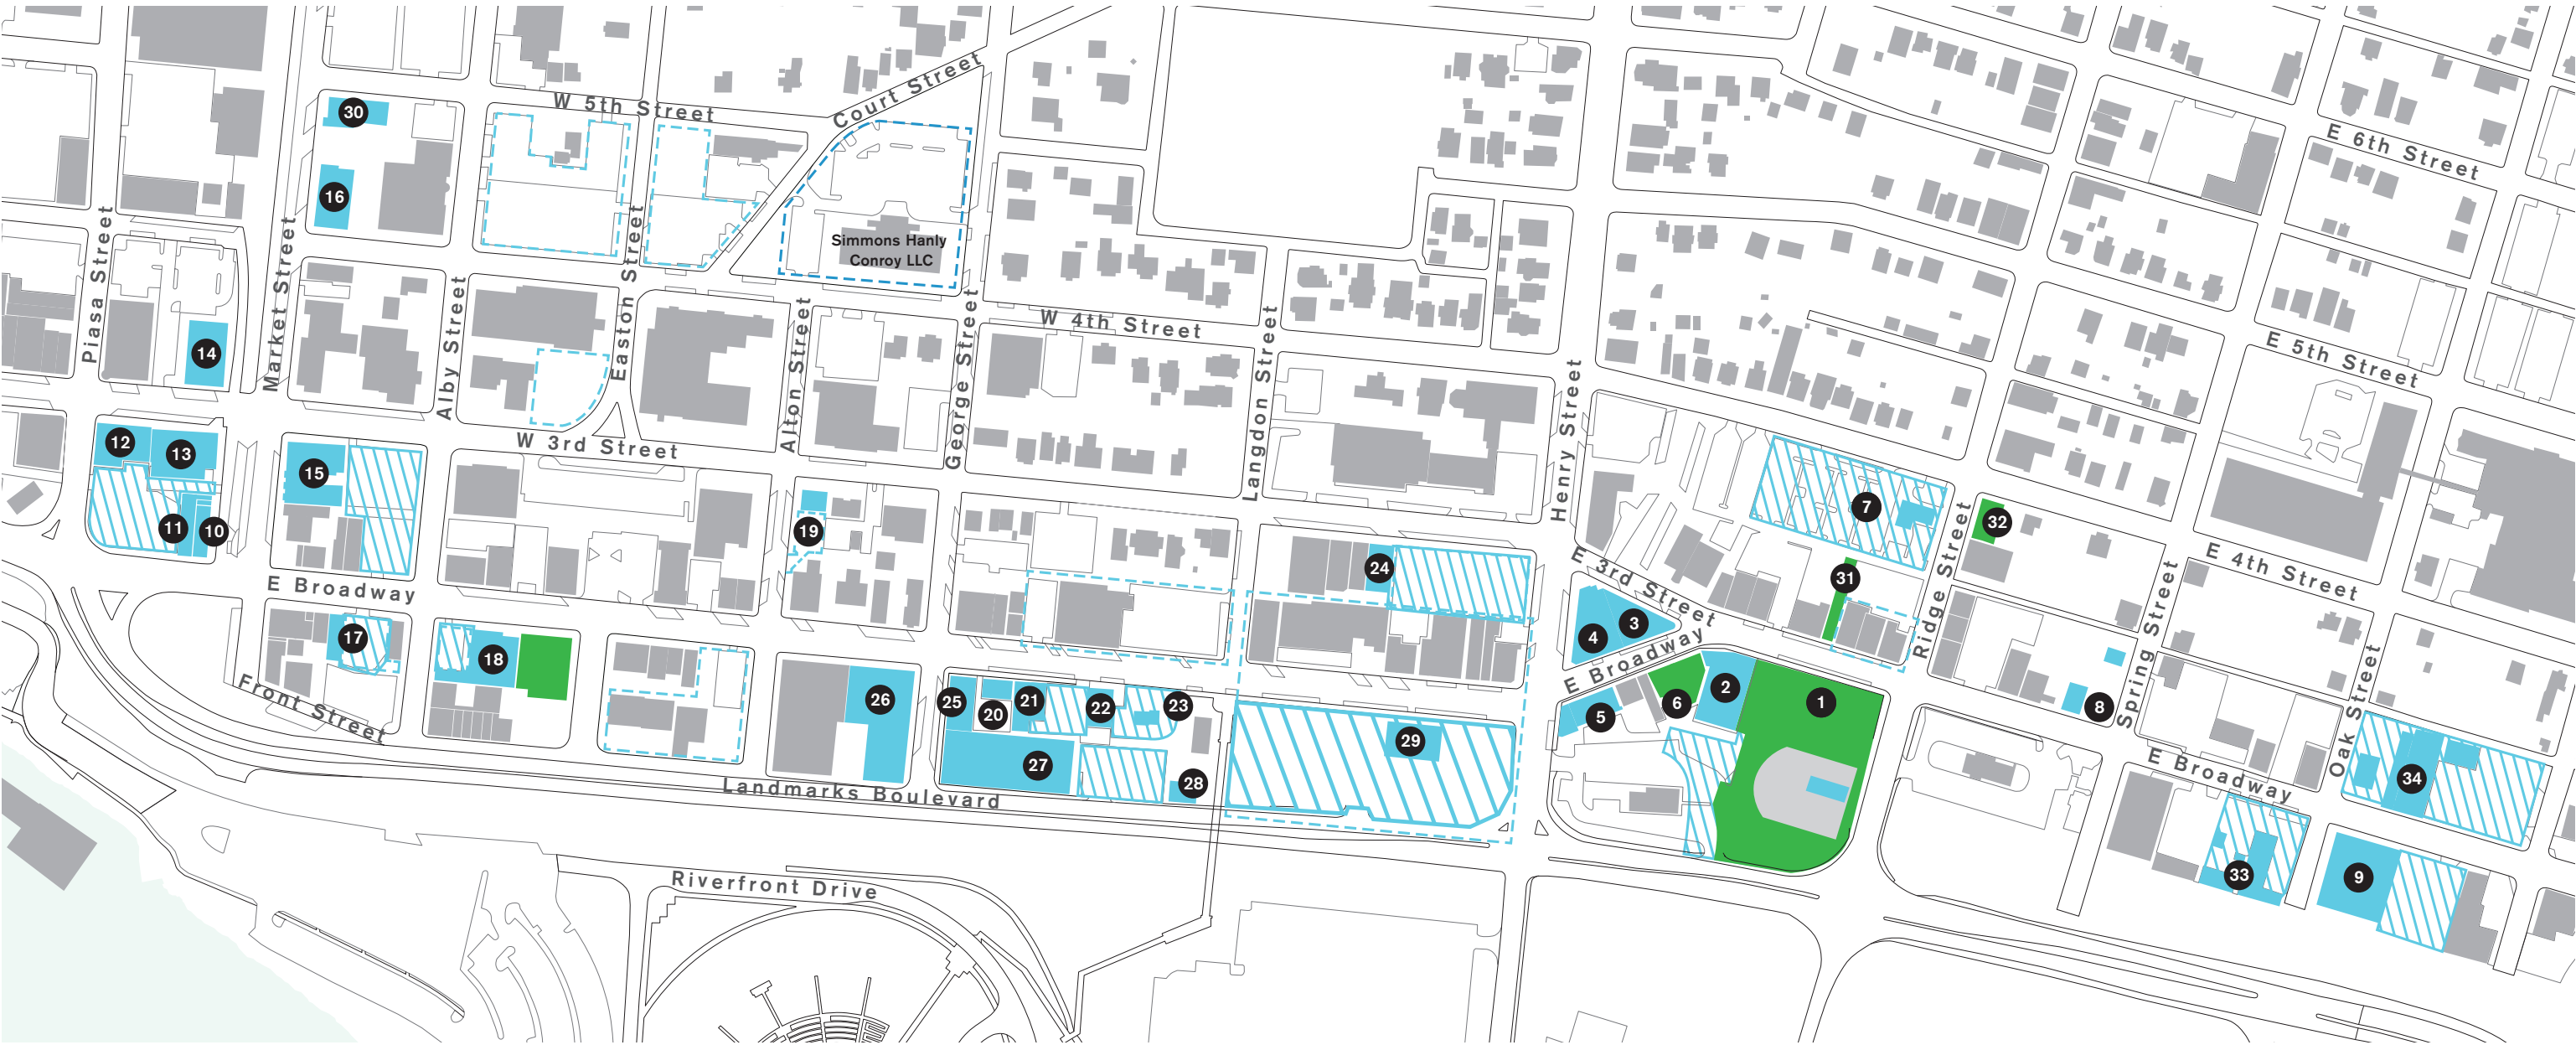 W 5th Street
Court Street
E 6th Street
30
16
Simmons Hanly
Conroy LLC
Piasa Street
Market Street
Alby Street
Easton Street
Alton Street
George Street
W 4th Street
Langdon Street
Henry Street
E 5th Street
14
12
13
15
W 3rd Street
11
10
19
24
7
32
31
E 3rd Street
Ridge Street
E 4th Street
Spring Street
Oak Street
E Broadway
17
18
4
3
E Broadway
2
1
6
5
8
Front Street
26
25
20
21
22
23
29
27
28
Landmarks Boulevard
E Broadway
34
33
9
Riverfront Drive